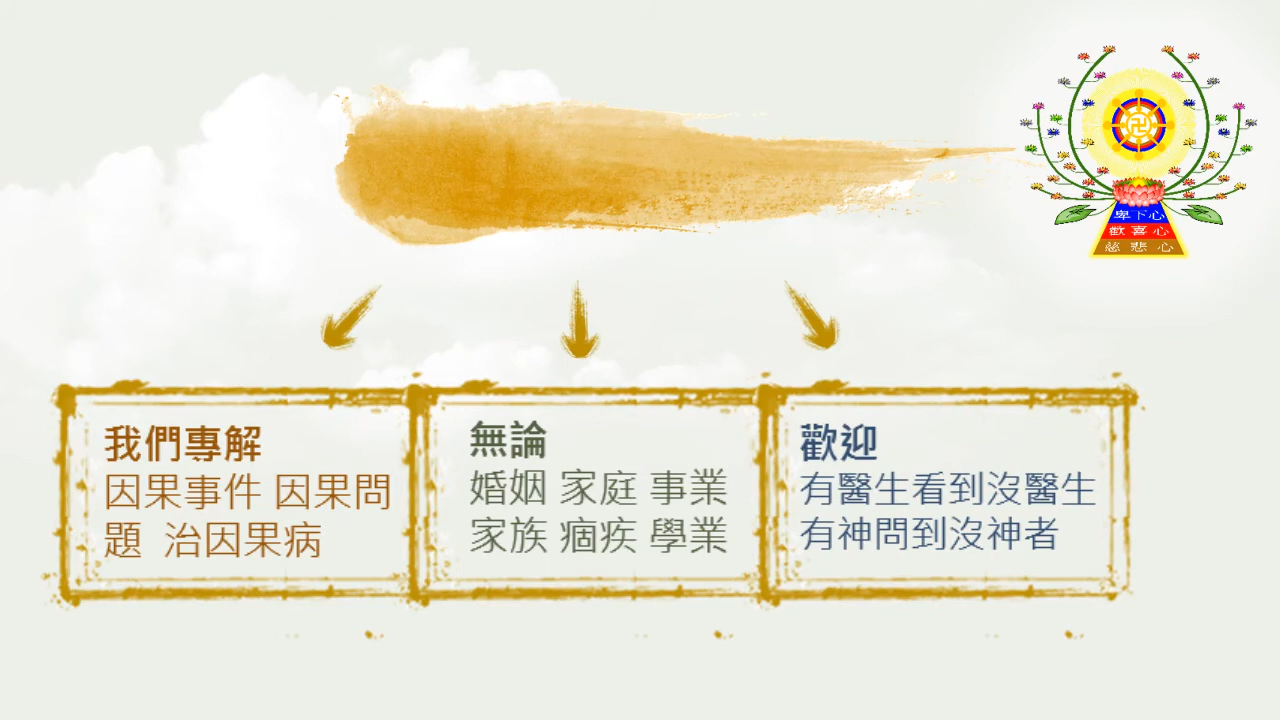 卑下心
歡喜心
慈悲心
我們專解
因果事件 因果問
題 治因果病
無論
婚姻 家庭 事業
家族 痼疾 學業
歡迎
有醫生看到沒醫生
有神問到沒神者